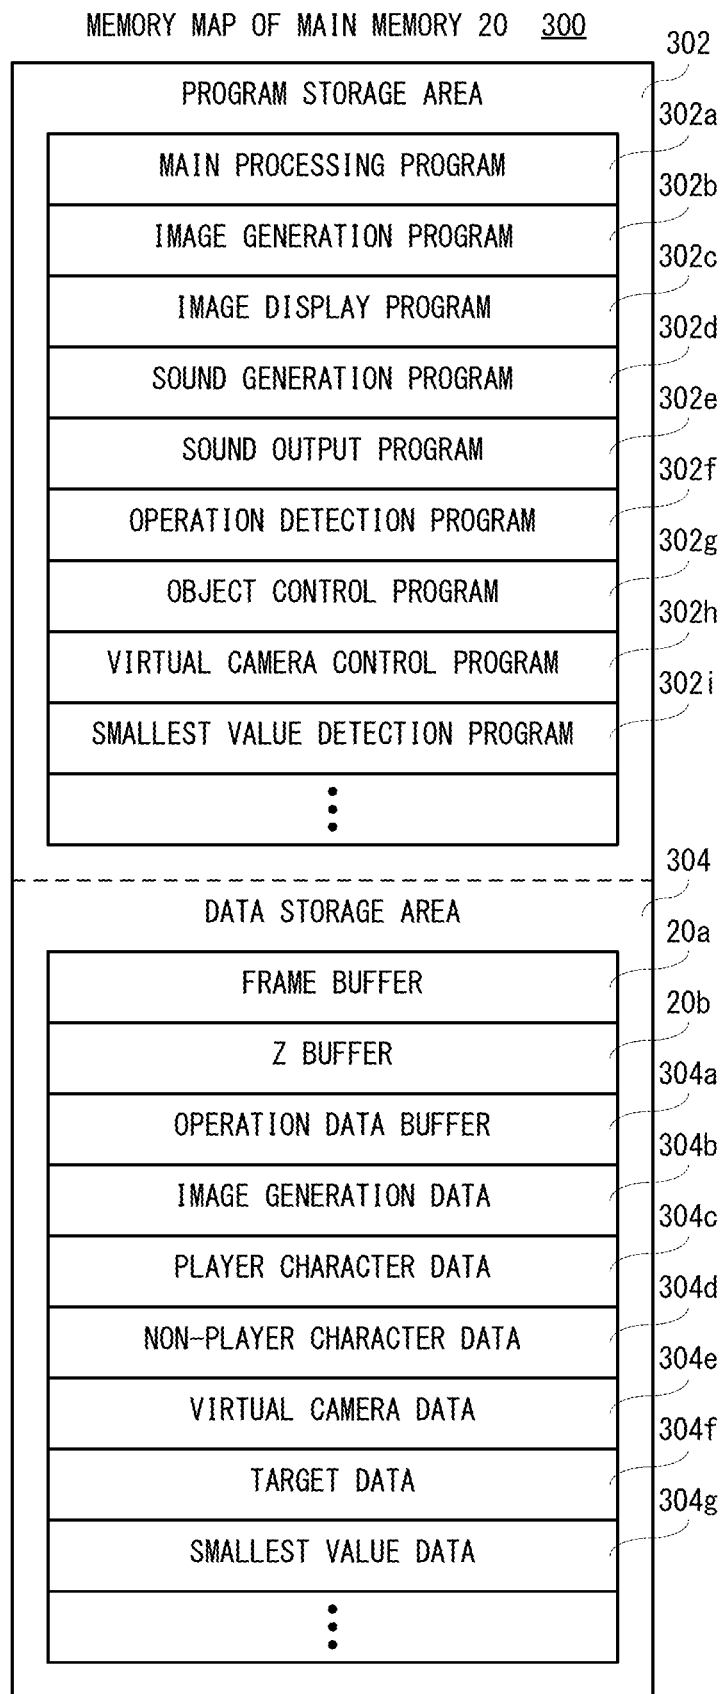 MEMORY MAP OF MAIN MEMORY 20 300
302
PROGRAM STORAGE AREA
302a
MAIN PROCESSING PROGRAM
302b
IMAGE GENERATION PROGRAM
302c
IMAGE DISPLAY PROGRAM
302d
SOUND GENERATION PROGRAM
302e
SOUND OUTPUT PROGRAM
302f
OPERATION DETECTION PROGRAM
302g
OBJECT CONTROL PROGRAM
302h
VIRTUAL CAMERA CONTROL PROGRAM
302i
SMALLEST VALUE DETECTION PROGRAM
304
DATA STORAGE AREA
20a
FRAME BUFFER
20b
Z BUFFER
304a
OPERATION DATA BUFFER
304b
IMAGE GENERATION DATA
304c
PLAYER CHARACTER DATA
304d
NON-PLAYER CHARACTER DATA
304e
VIRTUAL CAMERA DATA
304f
TARGET DATA
304g
SMALLEST VALUE DATA